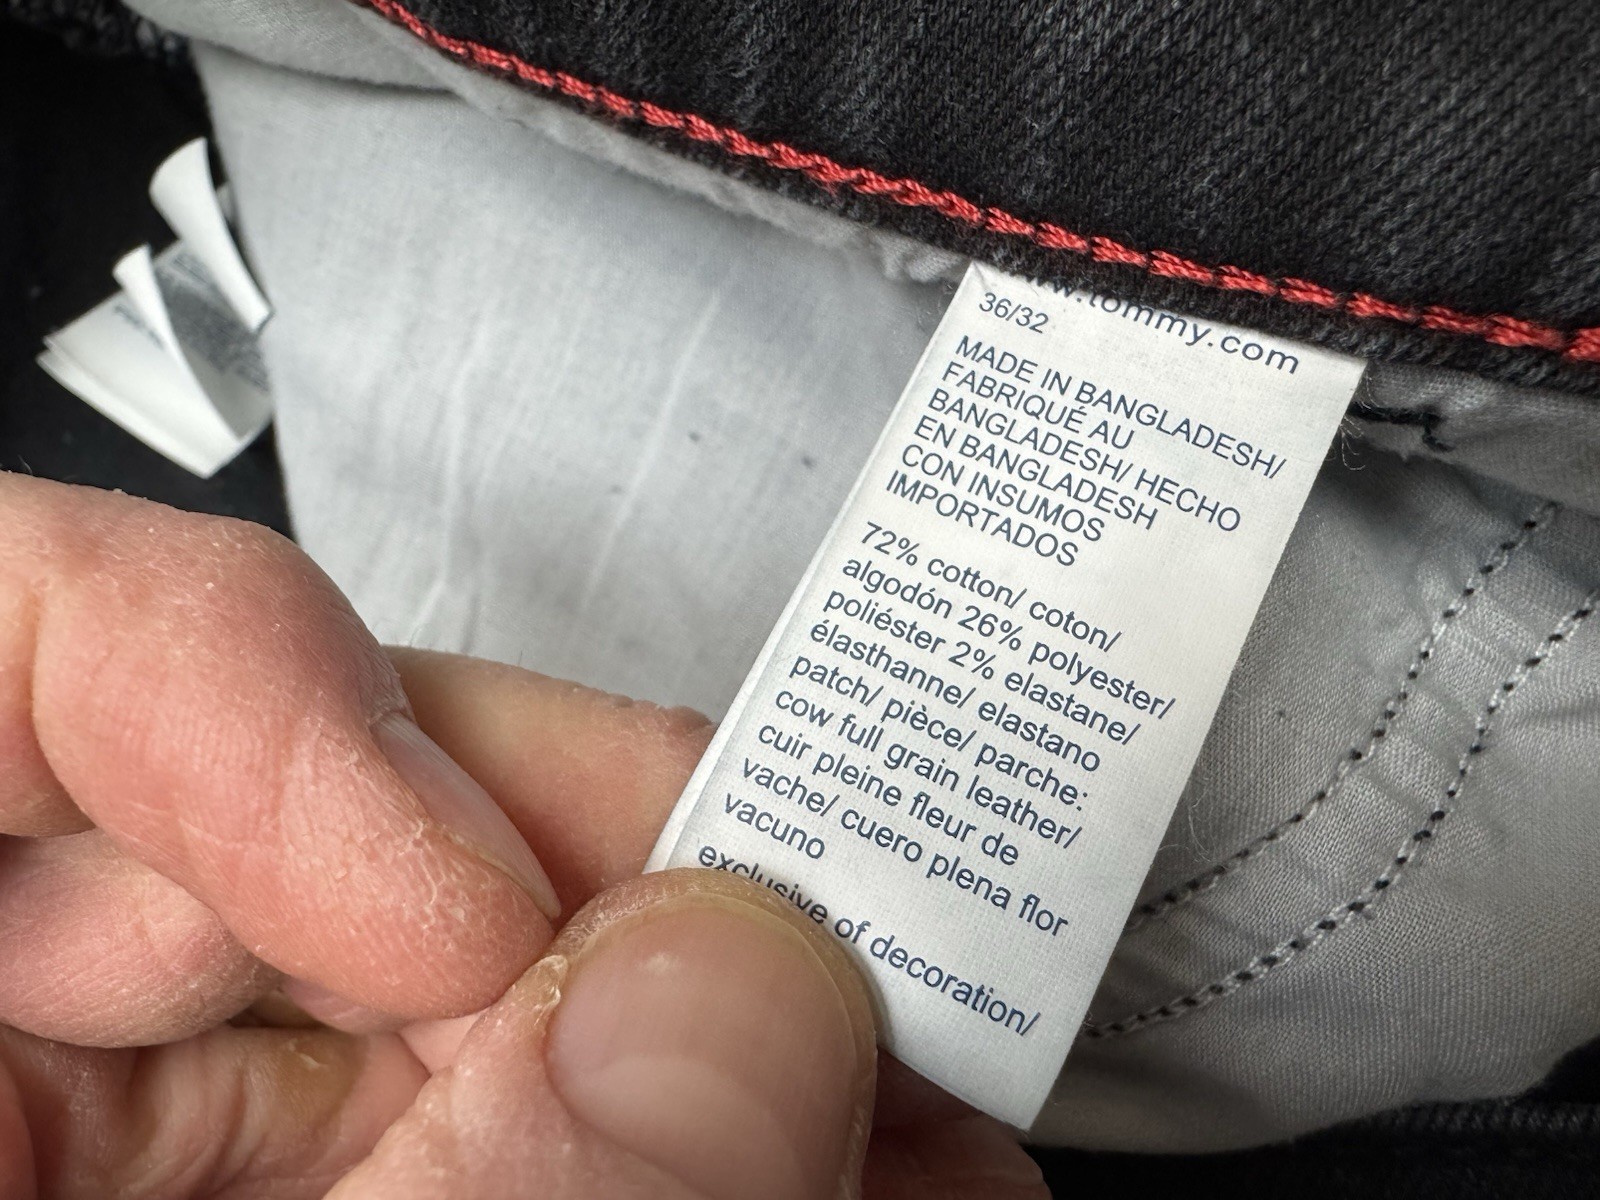 .tommy.com
36/32
MADE IN BANGLADESH/
FABRIQUÉ AU
BANGLADESH/ HECHO
EN BANGLADESH
CON INSUMOS
IMPORTADOS
72% cotton/ coton/
algodón 26% polyester/
poliéster 2% elastane/
élasthanne/ elastano
patch/ pièce/ parche:
cow full grain leather/
cuir pleine fleur de
vache/ cuero plena flor
vacuno
exclusive of decoration/